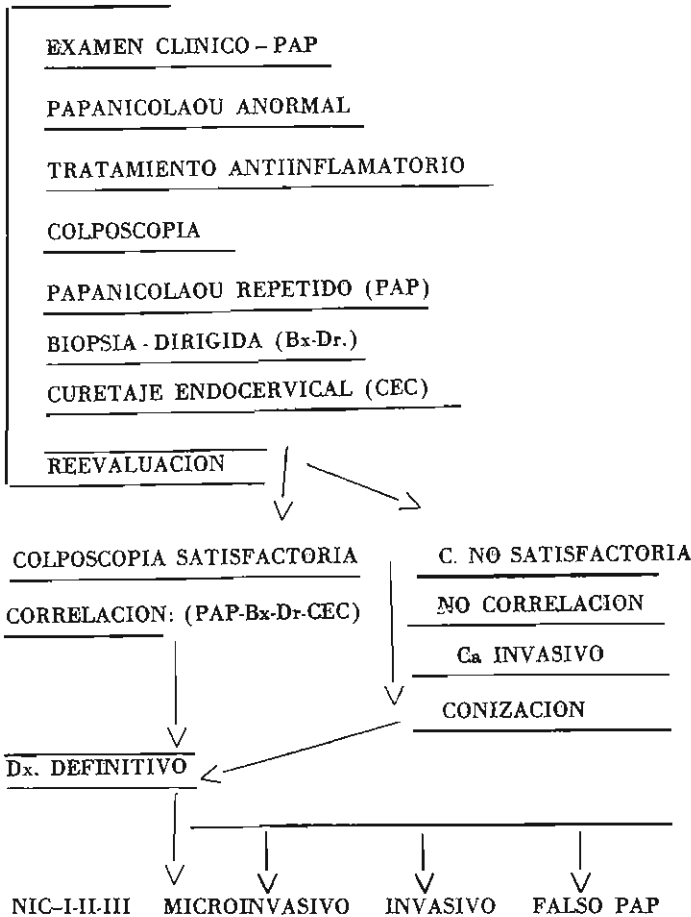 EXAMEN CLINICO – PAP
PAPANICOLAOU ANORMAL
TRATAMIENTO ANTIINFLAMATORIO
COLPOSCOPIA
PAPANICOLAOU REPETIDO (PAP)
BIOPSIA - DIRIGIDA (Bx-Dr.)
CURETAJE ENDOCERVICAL (CEC)
REEVALUACION
COLPOSCOPIA SATISFACTORIA
CORRELACION: (PAP-Bx-Dr-CEC)
C. NO SATISFACTORIA
NO CORRELACION
Ca INVASIVO
CONIZACION
Dx. DEFINITIVO
NIC–I-II-III MICROINVASIVO INVASIVO FALSO PAP